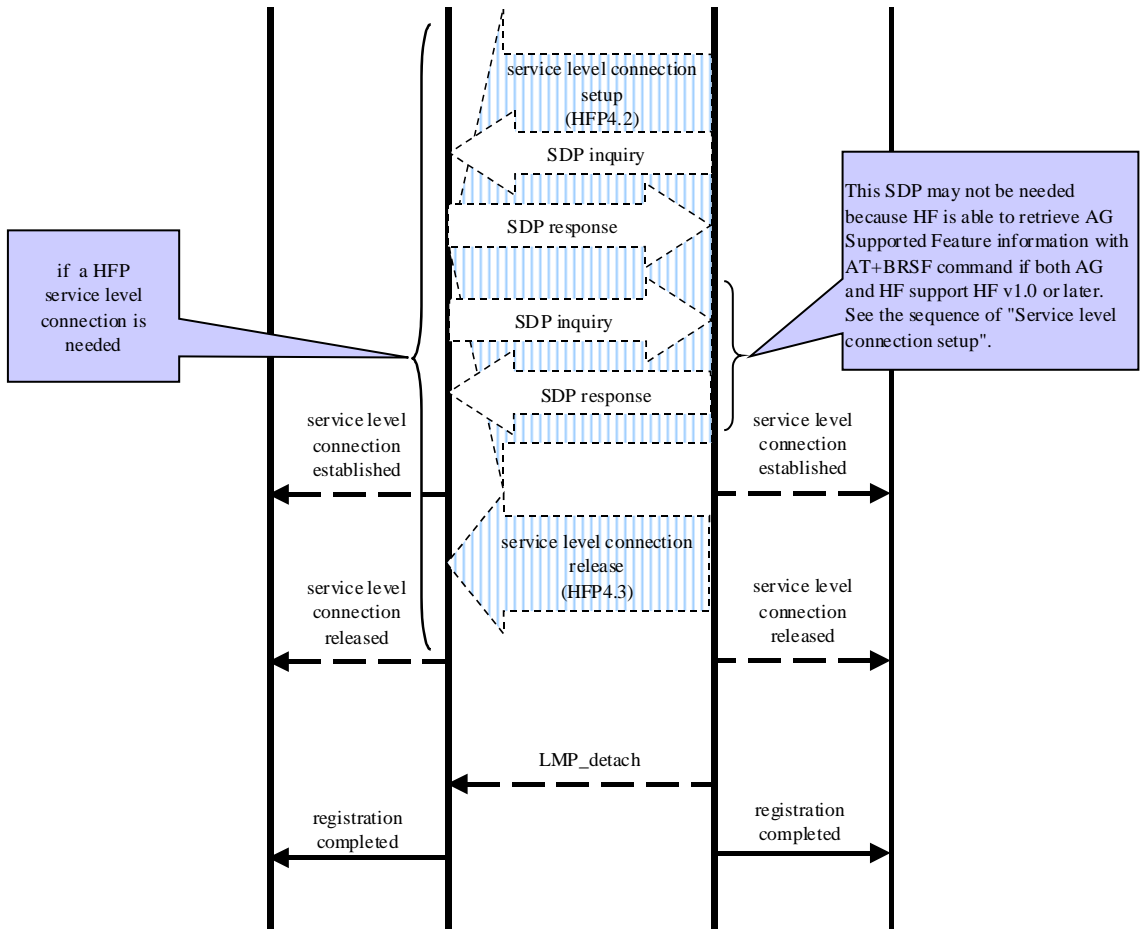 service level connection
setup
(HFP4.2)
SDP inquiry
SDP response
SDP inquiry
SDP response
This SDP may not be needed
because HF is able to retrieve AG
Supported Feature information with
AT+BRSF command if both AG
and HF support HF v1.0 or later.
See the sequence of "Service level
connection setup".
if a HFP
service level
connection is
needed
service level
connection
established
service level
connection
established
service level connection
release
(HFP4.3)
service level
connection
released
service level
connection
released
LMP_detach
registration
completed
registration
completed